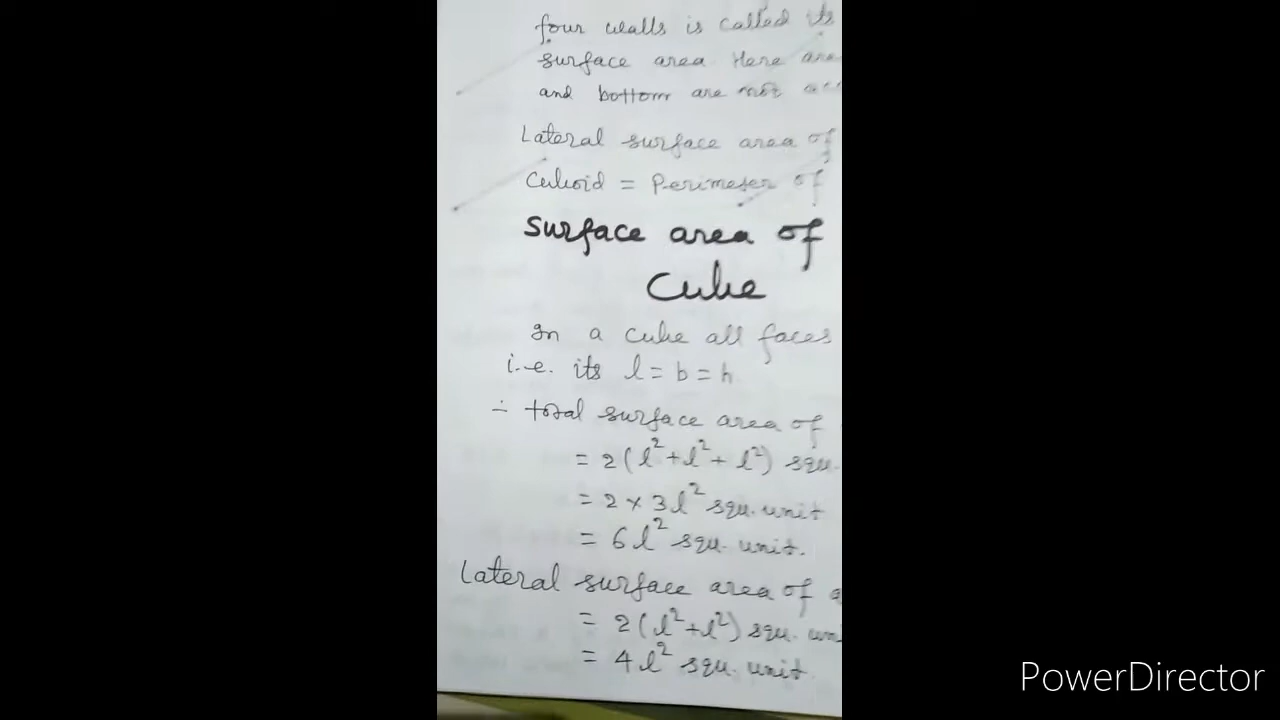 four walls is called its
surface area Here are
and bottom are not
Lateral surface area of
Cuboid = Perimeter of
Surface area of
Cube
In a cube all faces
i.e. its l = b = h
∴ total surface area of
= 2(l²+l²+ l²) squ.
= 2 × 3l² squ. unit
= 6l² squ. unit.
Lateral surface area of a
= 2(l²+l²) squ. uni
= 4l² squ. unit
PowerDirector